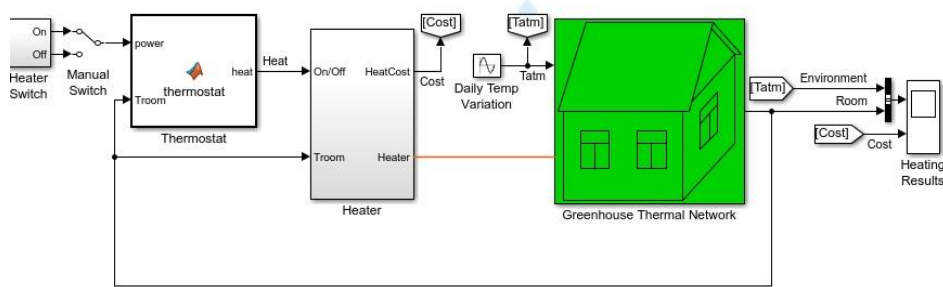 On
Off
Heater
Switch
Manual
Switch
power
Troom
heat
thermostat
Thermostat
Heat
On/Off
Troom
HeatCost
Heater
Heater
[Cost]
Cost
[Tatm]
Tatm
Daily Temp
Variation
Greenhouse Thermal Network
[Tatm]
Environment
Room
[Cost]
Cost
Heating
Results